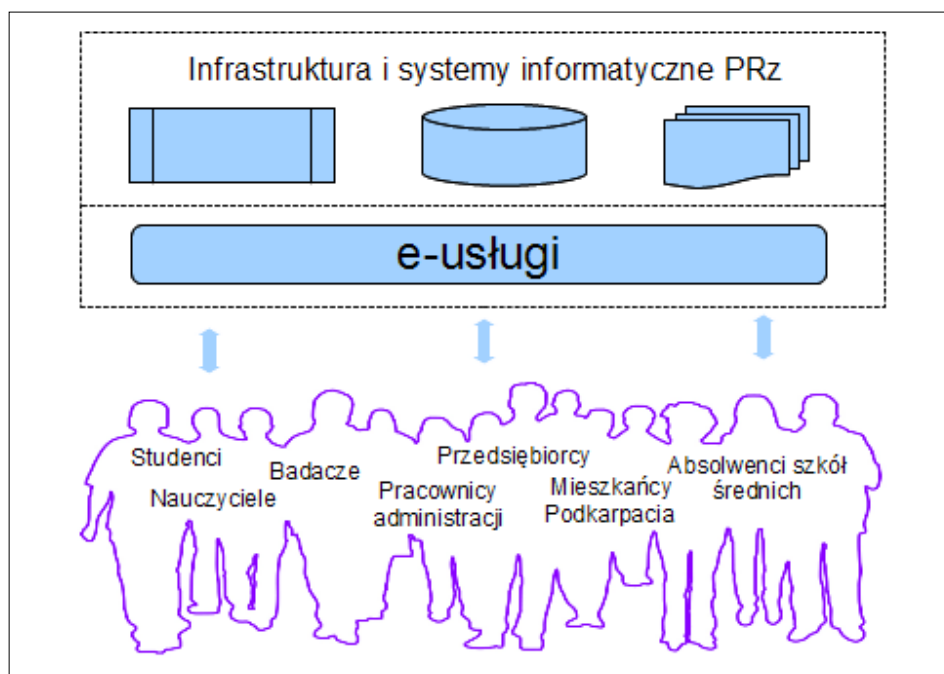 Infrastruktura i systemy informatyczne PRz
e-usługi
Studenci
Nauczyciele
Badacze
Pracownicy
administracji
Przedsiębiorcy
Mieszkańcy
Podkarpacia
Absolwenci szkół
średnich